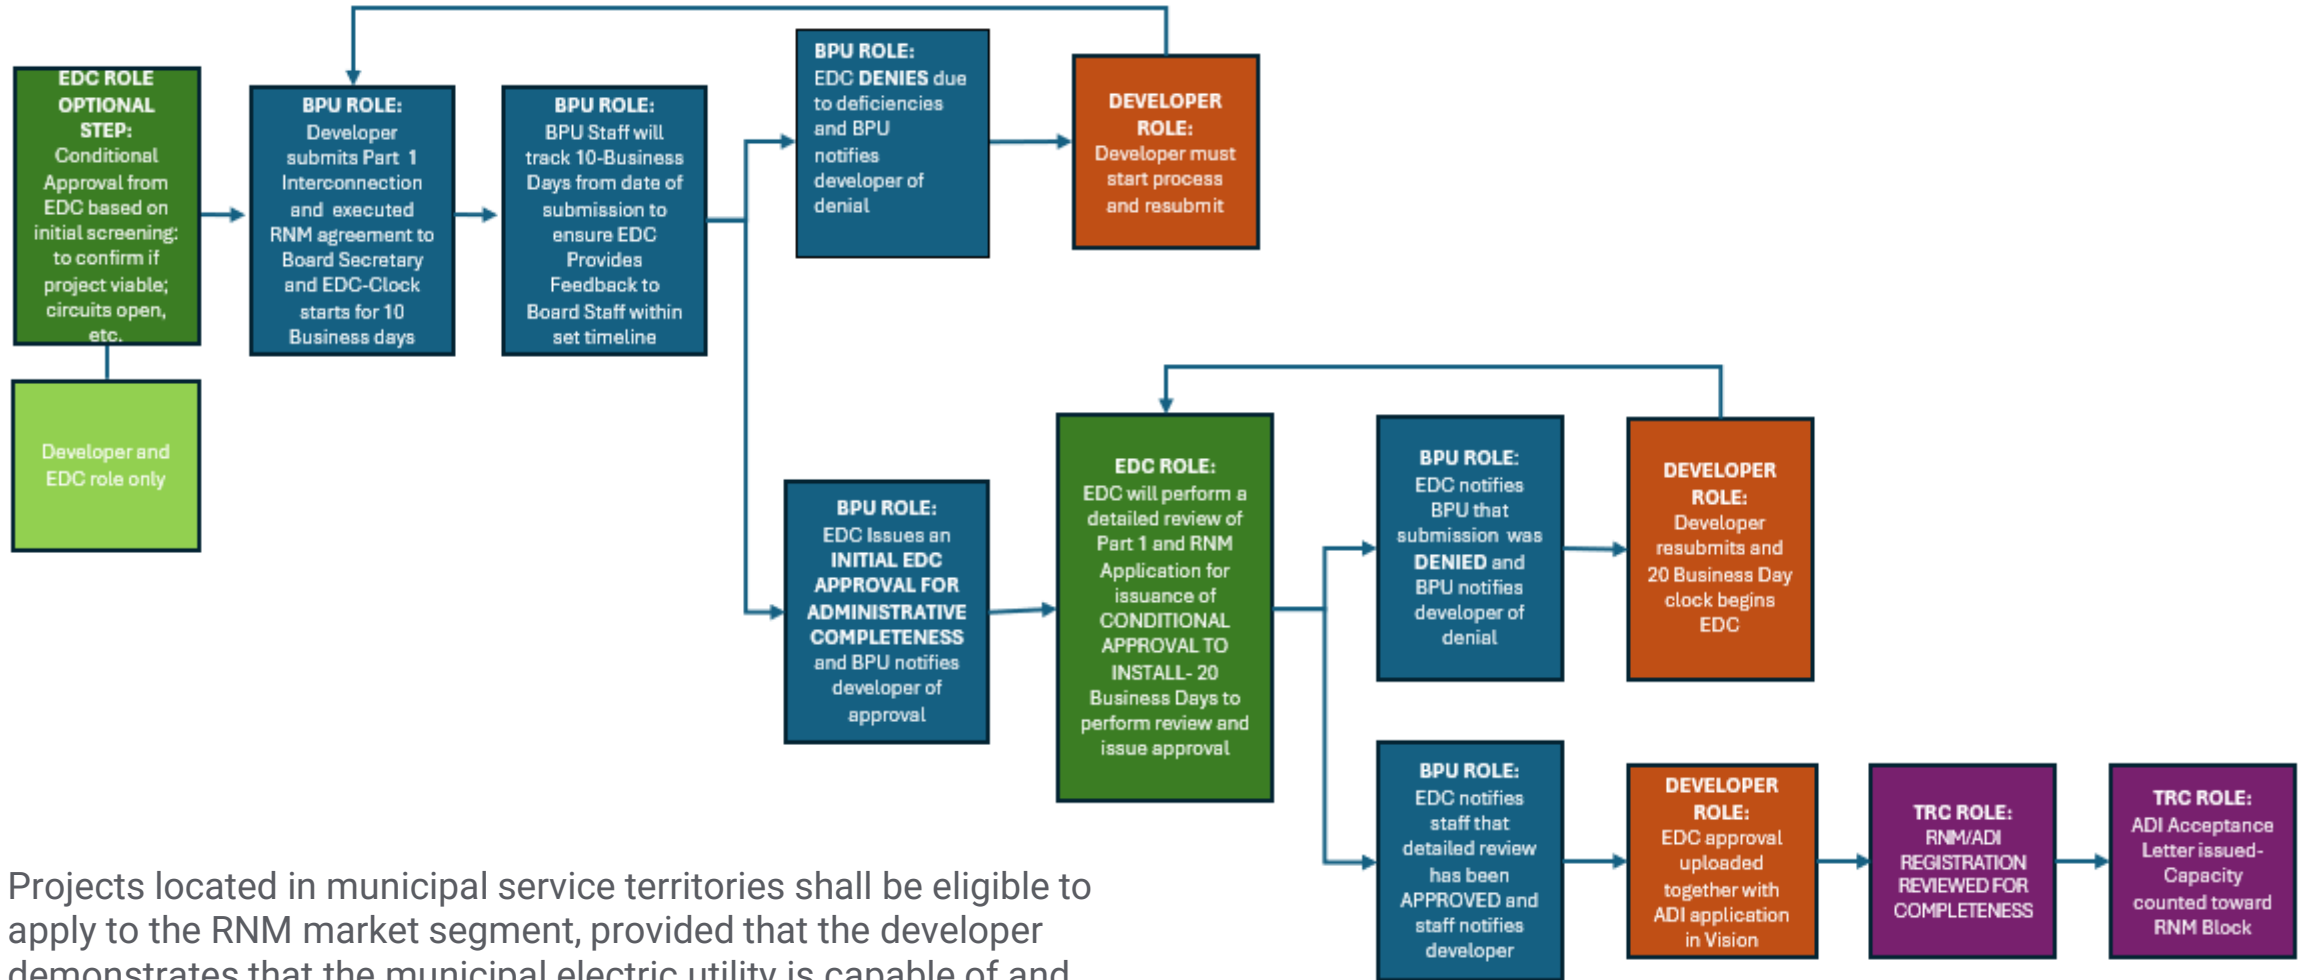 EDC ROLE
OPTIONAL
STEP:
Conditional
Approval from
EDC based on
initial screening:
to confirm if
project viable;
circuits open,
etc.
Developer and
EDC role only
BPU ROLE:
Developer
submits Part 1
Interconnection
and executed
RNM agreement to
Board Secretary
and EDC-Clock
starts for 10
Business days
BPU ROLE:
BPU Staff will
track 10-Business
Days from date of
submission to
ensure EDC
Provides
Feedback to
Board Staff within
set timeline
BPU ROLE:
EDC DENIES due
to deficiencies
and BPU
notifies
developer of
denial
DEVELOPER
ROLE:
Developer must
start process
and resubmit
BPU ROLE:
EDC Issues an
INITIAL EDC
APPROVAL FOR
ADMINISTRATIVE
COMPLETENESS
and BPU notifies
developer of
approval
EDC ROLE:
EDC will perform a
detailed review of
Part 1 and RNM
Application for
issuance of
CONDITIONAL
APPROVAL TO
INSTALL- 20
Business Days to
perform review and
issue approval
BPU ROLE:
EDC notifies
BPU that
submission was
DENIED and
BPU notifies
developer of
denial
DEVELOPER
ROLE:
Developer
resubmits and
20 Business Day
clock begins
EDC
BPU ROLE:
EDC notifies
staff that
detailed review
has been
APPROVED and
staff notifies
developer
DEVELOPER
ROLE:
EDC approval
uploaded
together with
ADI application
in Vision
TRC ROLE:
RNM/ADI
REGISTRATION
REVIEWED FOR
COMPLETENESS
TRC ROLE:
ADI Acceptance
Letter issued-
Capacity
counted toward
RNM Block
Projects located in municipal service territories shall be eligible to
apply to the RNM market segment, provided that the developer
demonstrates that the municipal electric utility is capable of and